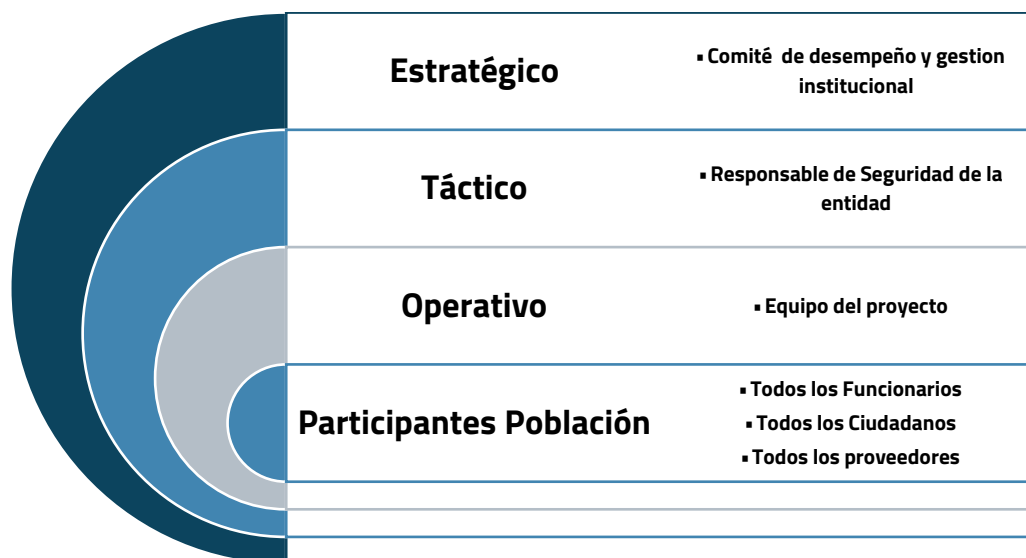 Estratégico
▪ Comité de desempeño y gestion
institucional
Táctico
▪ Responsable de Seguridad de la
entidad
Operativo
▪ Equipo del proyecto
Participantes Población
▪ Todos los Funcionarios
▪ Todos los Ciudadanos
▪ Todos los proveedores